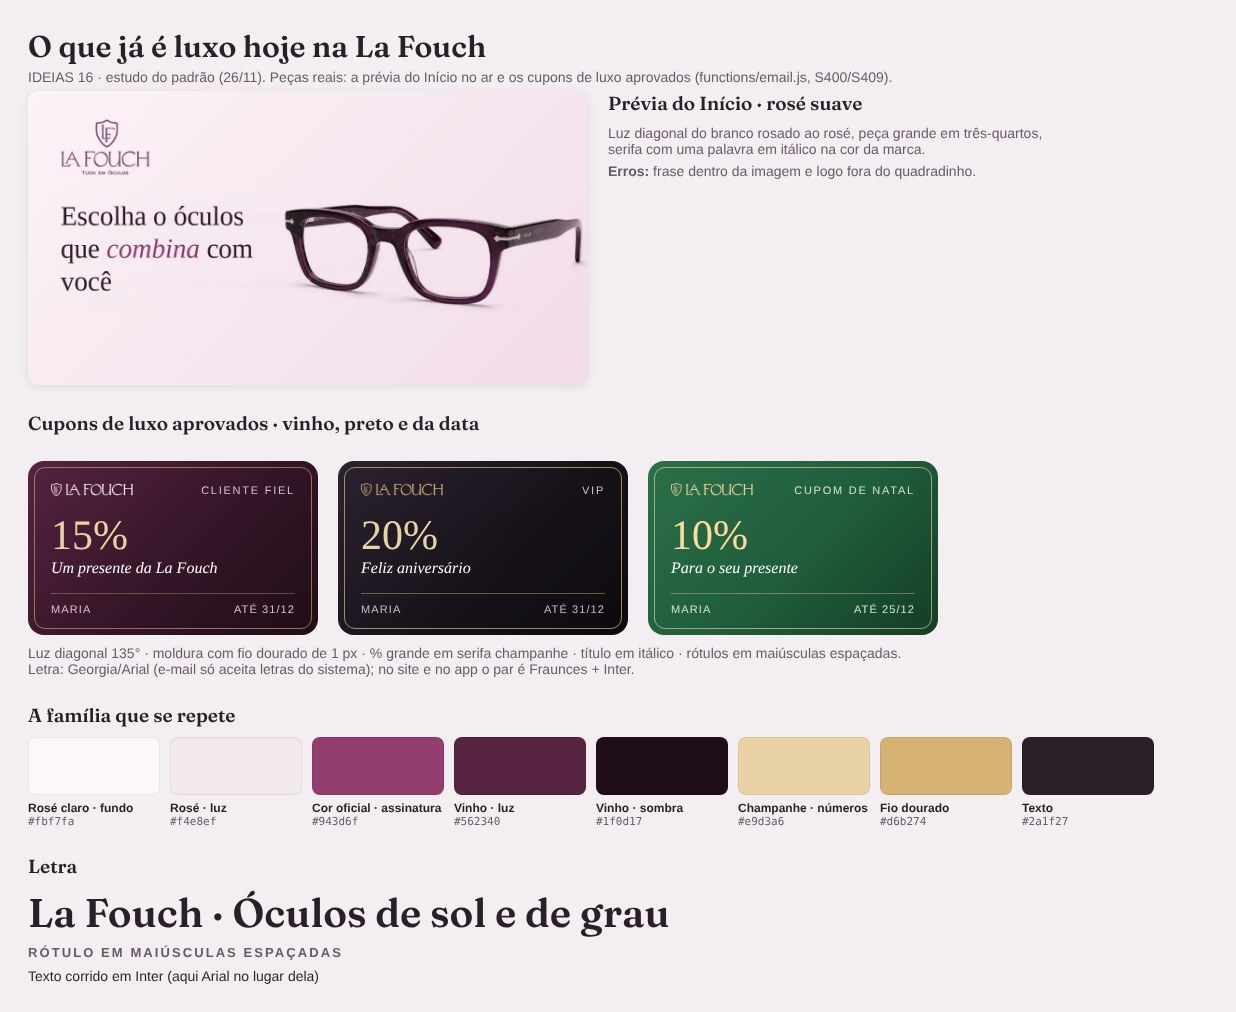 O que já é luxo hoje na La Fouch
IDEIAS 16 · estudo do padrão (26/11). Peças reais: a prévia do Início no ar e os cupons de luxo aprovados (functions/email.js, S400/S409).
LF
LA FOUCH
TUDO EM ÓCULOS
Escolha o óculos
que combina com
você
Prévia do Início · rosé suave
Luz diagonal do branco rosado ao rosé, peça grande em três-quartos,
serifa com uma palavra em itálico na cor da marca.
Erros: frase dentro da imagem e logo fora do quadradinho.
Cupons de luxo aprovados · vinho, preto e da data
LA FOUCH
CLIENTE FIEL
15%
Um presente da La Fouch
MARIA
ATÉ 31/12
LA FOUCH
VIP
20%
Feliz aniversário
MARIA
ATÉ 31/12
LA FOUCH
CUPOM DE NATAL
10%
Para o seu presente
MARIA
ATÉ 25/12
Luz diagonal 135° · moldura com fio dourado de 1 px · % grande em serifa champanhe · título em itálico · rótulos em maiúsculas espaçadas.
Letra: Georgia/Arial (e-mail só aceita letras do sistema); no site e no app o par é Fraunces + Inter.
A família que se repete
Rosé claro · fundo
#fbf7fa
Rosé · luz
#f4e8ef
Cor oficial · assinatura
#943d6f
Vinho · luz
#562340
Vinho · sombra
#1f0d17
Champanhe · números
#e9d3a6
Fio dourado
#d6b274
Texto
#2a1f27
Letra
La Fouch · Óculos de sol e de grau
RÓTULO EM MAIÚSCULAS ESPAÇADAS
Texto corrido em Inter (aqui Arial no lugar dela)